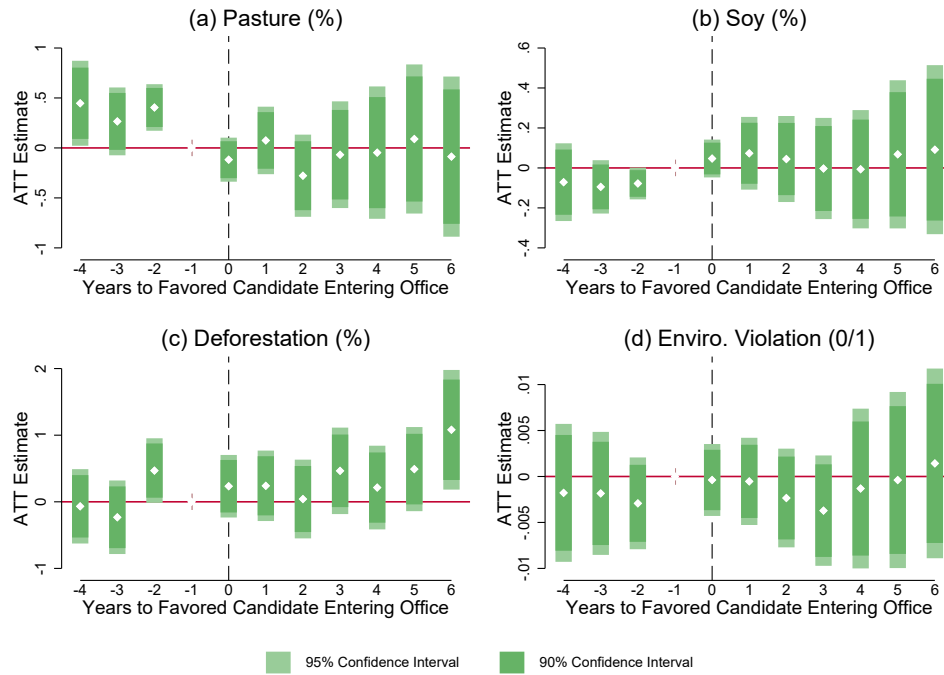 (a) Pasture (%)
ATT Estimate
1
.5
0
-.5
-1
-4 -3 -2 -1 0 1 2 3 4 5 6
Years to Favored Candidate Entering Office
(b) Soy (%)
ATT Estimate
.6
.4
.2
0
-.2
-.4
-4 -3 -2 -1 0 1 2 3 4 5 6
Years to Favored Candidate Entering Office
(c) Deforestation (%)
ATT Estimate
2
1
0
-1
-4 -3 -2 -1 0 1 2 3 4 5 6
Years to Favored Candidate Entering Office
(d) Enviro. Violation (0/1)
ATT Estimate
.01
.005
0
-.005
-.01
-4 -3 -2 -1 0 1 2 3 4 5 6
Years to Favored Candidate Entering Office
95% Confidence Interval
90% Confidence Interval